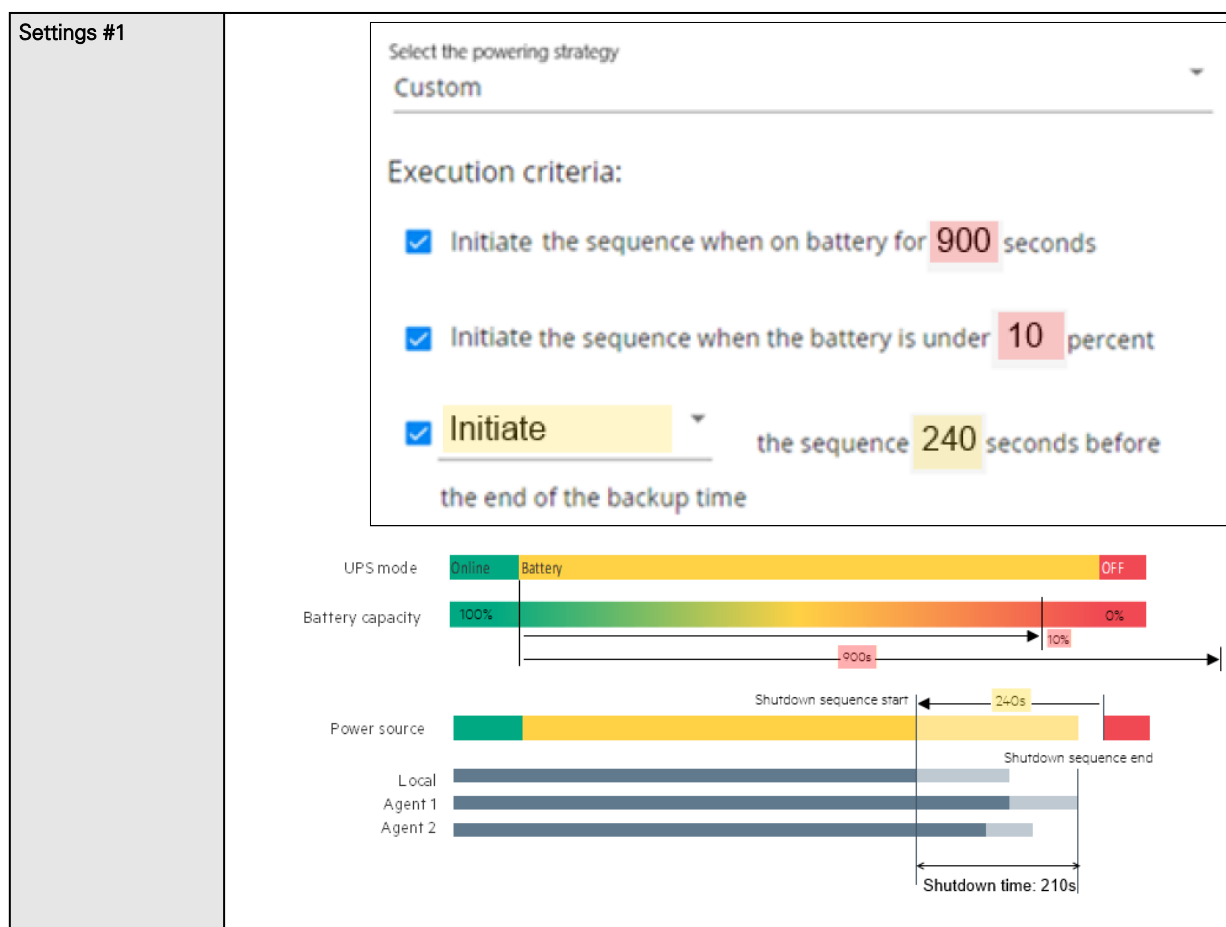 Settings #1
Select the powering strategy
Custom
Execution criteria:
Initiate the sequence when on battery for 900 seconds
Initiate the sequence when the battery is under 10 percent
Initiate the sequence 240 seconds before
the end of the backup time
UPS mode Online Battery OFF
Battery capacity 100% 0%
10%
900s
Shutdown sequence start 240s
Power source
Shutdown sequence end
Local
Agent 1
Agent 2
Shutdown time: 210s